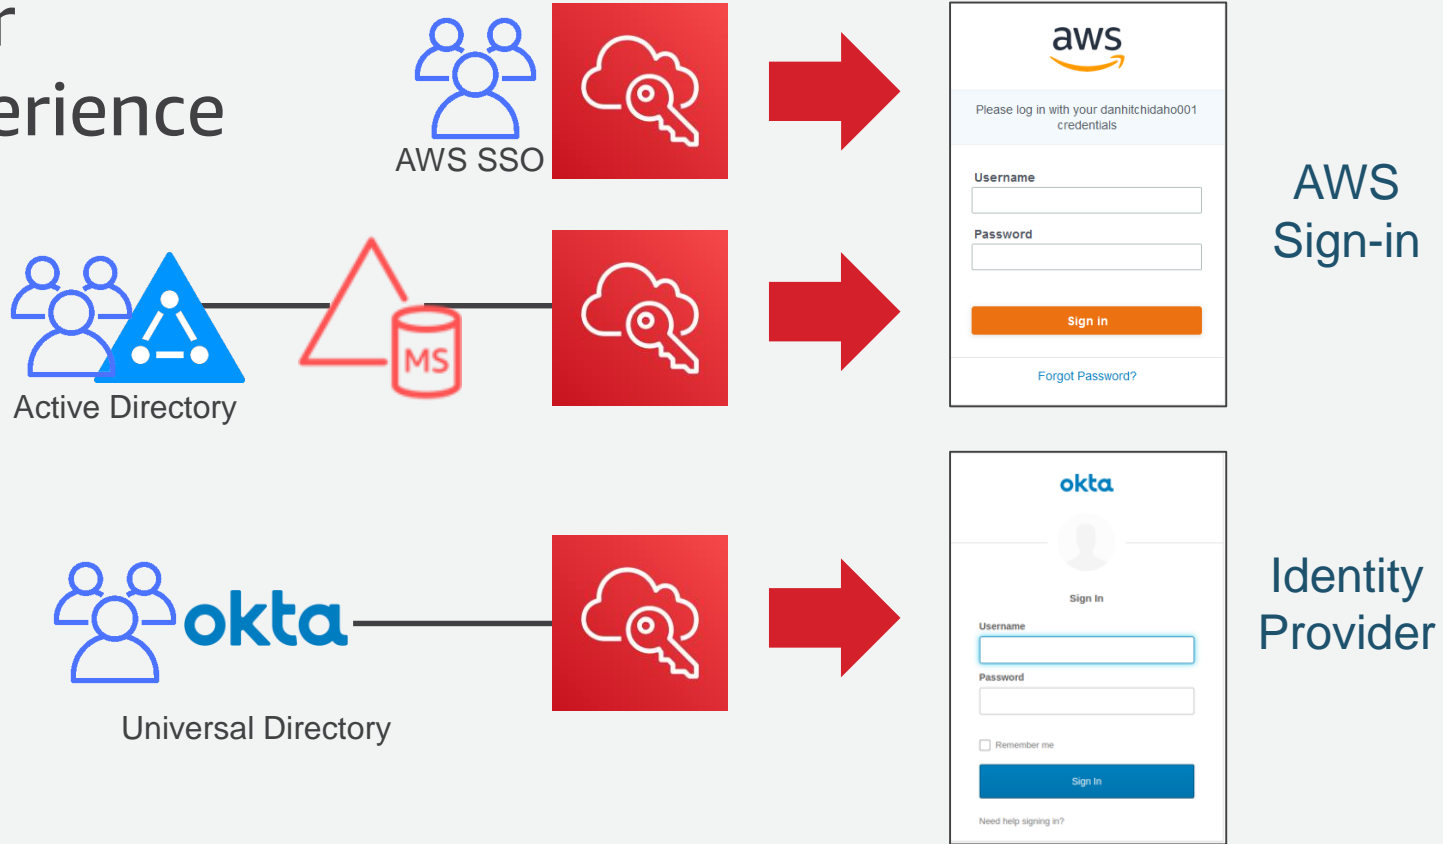 r
erience
AWS SSO
aws
Please log in with your danhitchidaho001
credentials
Username
Password
Sign in
Forgot Password?
AWS
Sign-in
MS
Active Directory
okta
Universal Directory
okta
Sign In
Username
Password
Remember me
Sign In
Need help signing in?
Identity
Provider